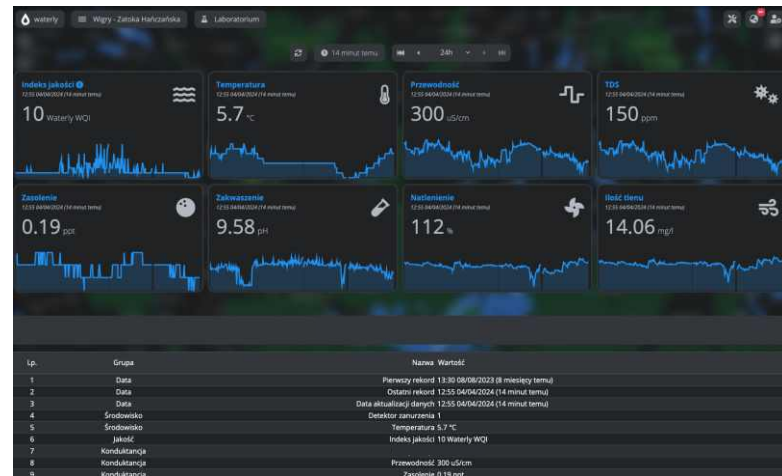 waterly
Wigry - Zatoka Hańczańska
Laboratorium
14 minut temu
24h
Indeks jakości
12:55 04/04/2024 (14 minut temu)
10 Waterly WQI
Temperatura
12:55 04/04/2024 (14 minut temu)
5.7 °C
Przewodność
12:55 04/04/2024 (14 minut temu)
300 uS/cm
TDS
12:55 04/04/2024 (14 minut temu)
150 ppm
Zasolenie
12:55 04/04/2024 (14 minut temu)
0.19 ppt
Zakwaszenie
12:55 04/04/2024 (14 minut temu)
9.58 pH
Natlenienie
12:55 04/04/2024 (14 minut temu)
112 %
Ilość tlenu
12:55 04/04/2024 (14 minut temu)
14.06 mg/l
Lp. Grupa Nazwa Wartość
1 Data Pierwszy rekord 13:30 08/08/2023 (8 miesięcy temu)
2 Data Ostatni rekord 12:55 04/04/2024 (14 minut temu)
3 Data Data aktualizacji danych 12:55 04/04/2024 (14 minut temu)
4 Środowisko Detektor zanurzenia 1
5 Środowisko Temperatura 5.7 °C
6 Jakość Indeks jakości 10 Waterly WQI
7 Konduktancja
8 Konduktancja Przewodność 300 uS/cm
9 Konduktancja Zasolenie 0.19 ppt